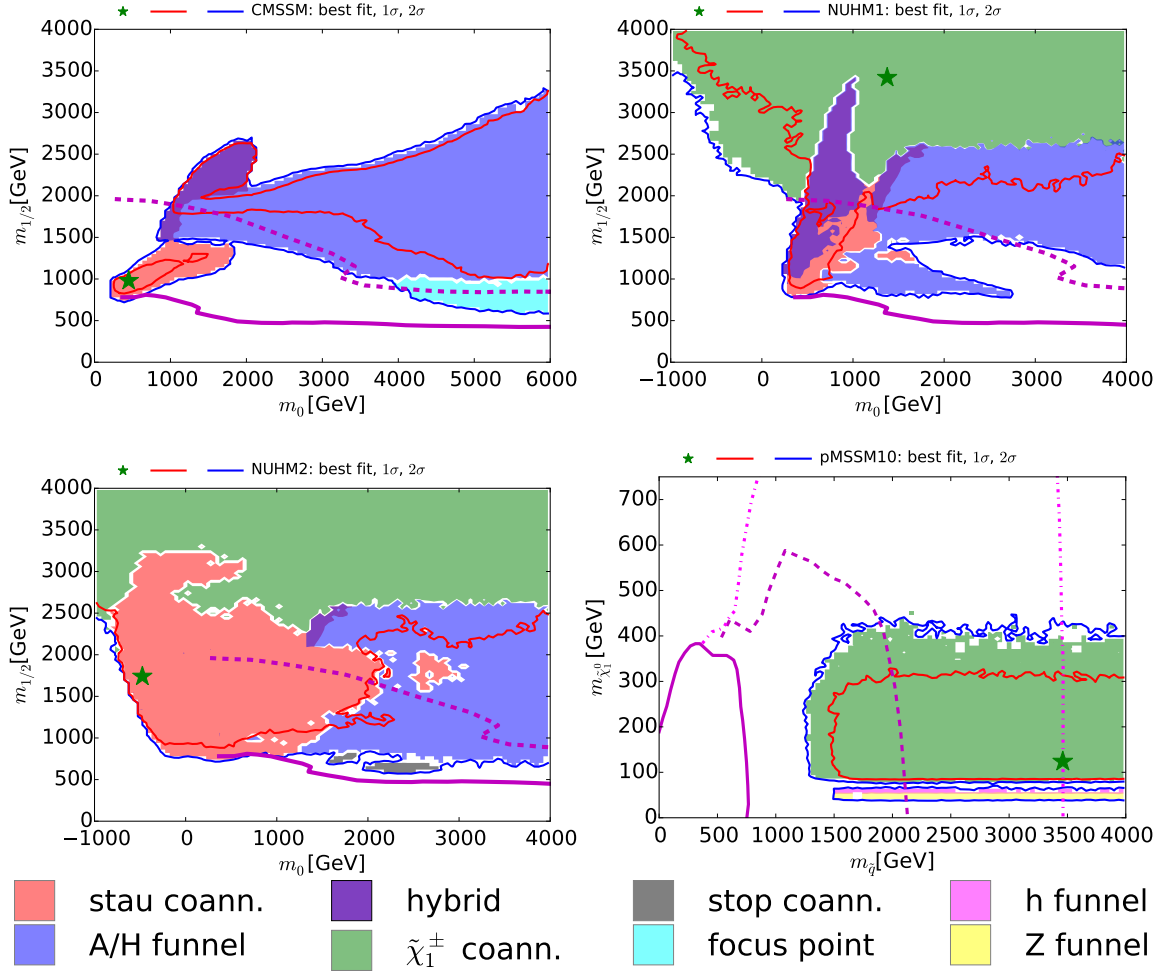 CMSSM: best fit, 1σ, 2σ
4000
3500
3000
2500
2000
1500
1000
500
0
m₁/₂[GeV]
0 1000 2000 3000 4000 5000 6000
m₀[GeV]
NUHM1: best fit, 1σ, 2σ
4000
3500
3000
2500
2000
1500
1000
500
0
m₁/₂[GeV]
−1000 0 1000 2000 3000 4000
m₀[GeV]
NUHM2: best fit, 1σ, 2σ
4000
3500
3000
2500
2000
1500
1000
500
0
m₁/₂[GeV]
−1000 0 1000 2000 3000 4000
m₀[GeV]
pMSSM10: best fit, 1σ, 2σ
700
600
500
400
300
200
100
0
m_χ̃₁⁰[GeV]
0 500 1000 1500 2000 2500 3000 3500 4000
m_q̃[GeV]
stau coann. hybrid stop coann. h funnel
A/H funnel χ̃₁± coann. focus point Z funnel